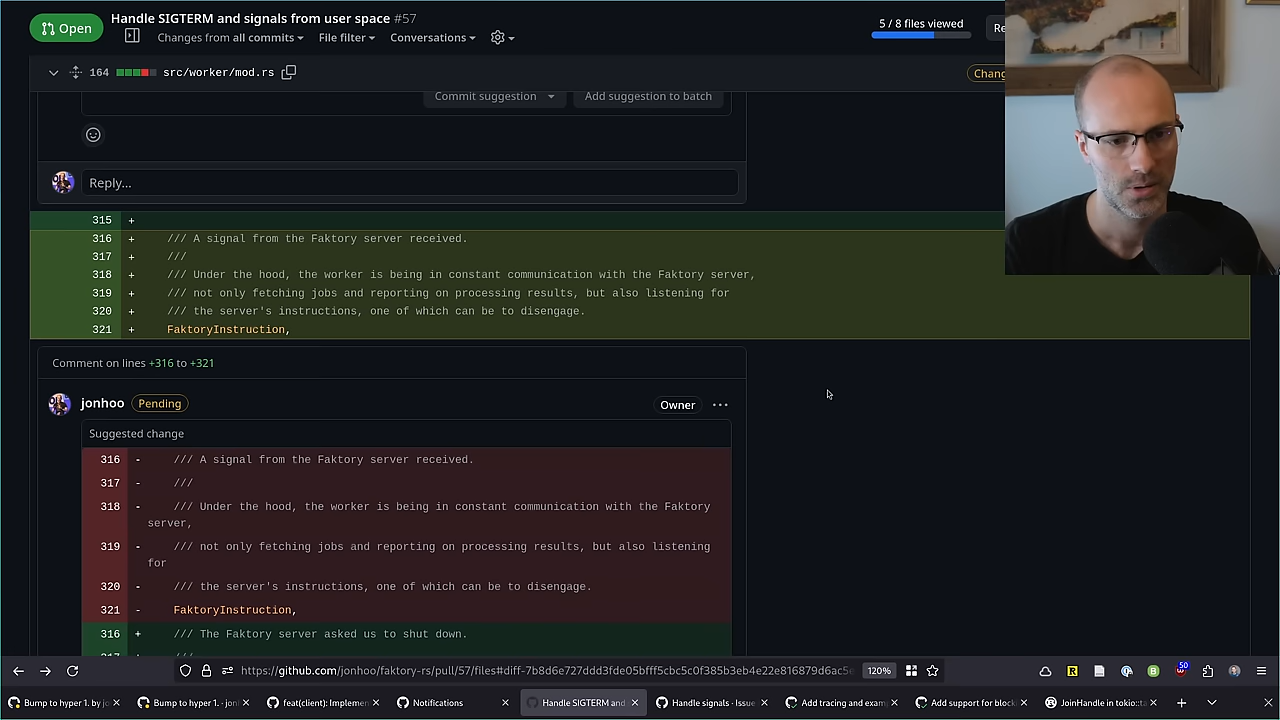 Open
Handle SIGTERM and signals from user space #57
Changes from all commits
File filter
Conversations
5 / 8 files viewed
Re
164
src/worker/mod.rs
Chang
Commit suggestion
Add suggestion to batch
Reply...
315 +
316 + /// A signal from the Faktory server received.
317 + ///
318 + /// Under the hood, the worker is being in constant communication with the Faktory server,
319 + /// not only fetching jobs and reporting on processing results, but also listening for
320 + /// the server's instructions, one of which can be to disengage.
321 + FaktoryInstruction,
Comment on lines +316 to +321
jonhoo
Pending
Owner
Suggested change
316 - /// A signal from the Faktory server received.
317 - ///
318 - /// Under the hood, the worker is being in constant communication with the Faktory
server,
319 - /// not only fetching jobs and reporting on processing results, but also listening
for
320 - /// the server's instructions, one of which can be to disengage.
321 - FaktoryInstruction,
316 + /// The Faktory server asked us to shut down.
https://github.com/jonhoo/faktory-rs/pull/57/files#diff-7b8d6e727ddd3fde05bfff5cbc5c0f385b3eb4e22e816879d6ac5
120%
50
Bump to hyper 1. by jo
Bump to hyper 1. · jonl
feat(client): Implemen
Notifications
Handle SIGTERM and
Handle signals · Issue
Add tracing and exam
Add support for block
JoinHandle in tokio::ta